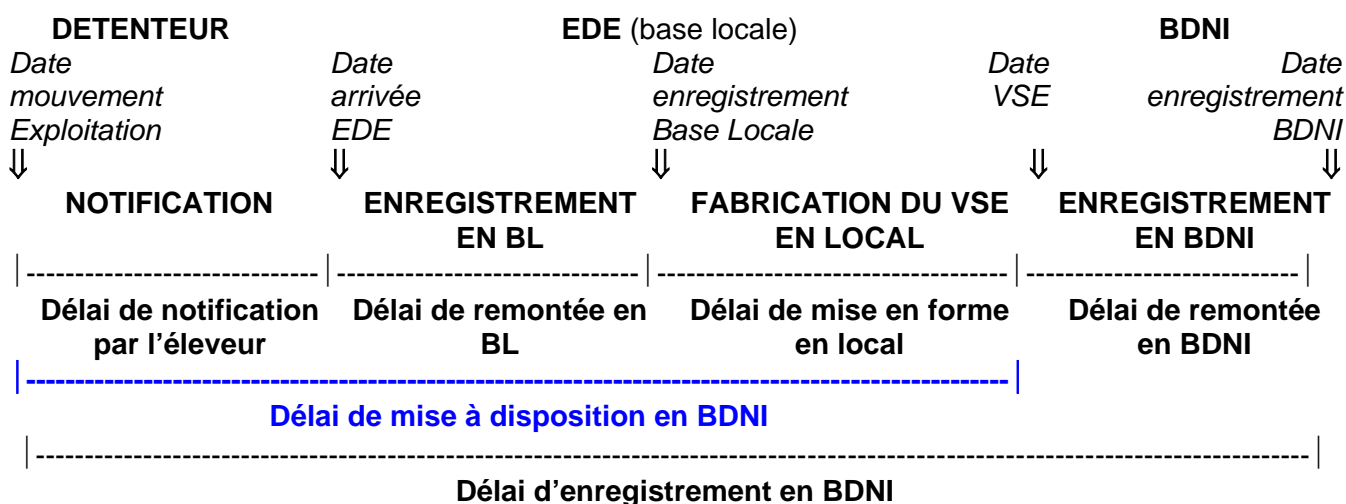 DETENTEUR EDE (base locale) BDNI
Date Date Date Date Date
mouvement arrivée enregistrement VSE enregistrement
Exploitation EDE Base Locale BDNI
⇓ ⇓ ⇓ ⇓ ⇓
NOTIFICATION ENREGISTREMENT FABRICATION DU VSE ENREGISTREMENT
EN BL EN LOCAL EN BDNI
Délai de notification Délai de remontée en Délai de mise en forme Délai de remontée
par l'éleveur BL en local en BDNI
Délai de mise à disposition en BDNI
Délai d'enregistrement en BDNI